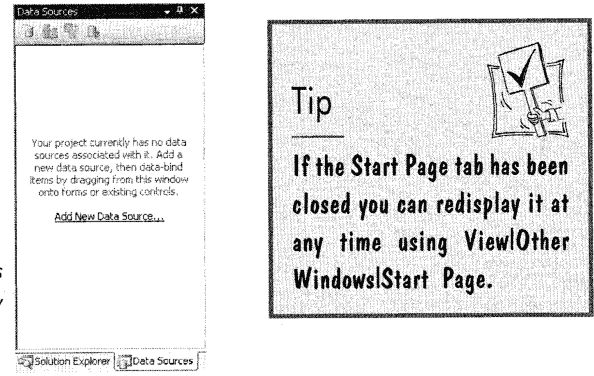 Data Sources
Your project currently has no data
sources associated with it. Add a
new data source, then data-bind
items by dragging from this window
onto forms or existing controls.
Add New Data Source...
Solution Explorer
Data Sources
Tip
If the Start Page tab has been
closed you can redisplay it at
any time using View|Other
Windows|Start Page.